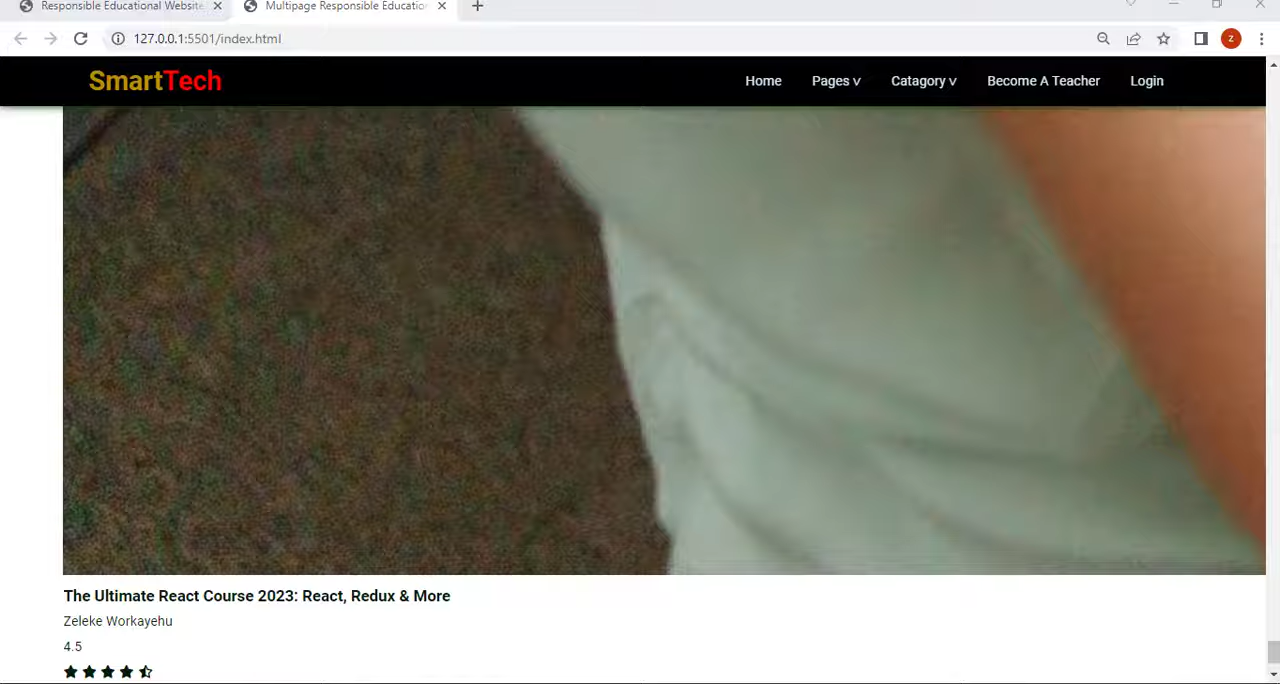 Responsible Educational Website
Multipage Responsible Education
127.0.0.1:5501/index.html
z
SmartTech
Home
Pages v
Catagory v
Become A Teacher
Login
The Ultimate React Course 2023: React, Redux & More
Zeleke Workayehu
4.5